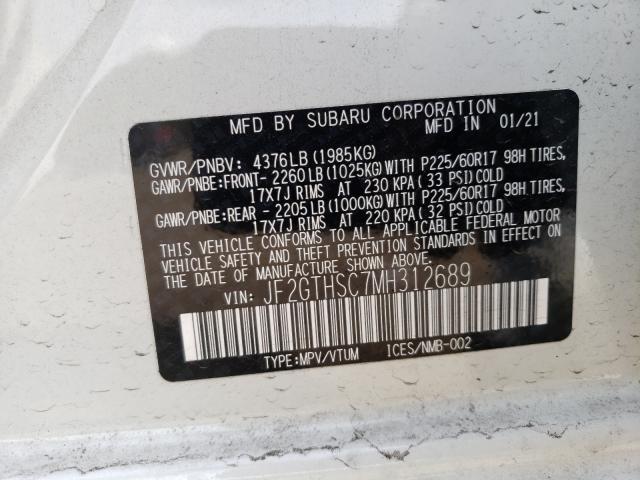 MFD BY SUBARU CORPORATION
MFD IN 01/21
GVWR/PNBV: 4376LB(1985KG)
GAWR/PNBE:FRONT- 2260LB(1025KG)WITH P225/60R17 98H TIRES,
17X7J RIMS AT 230 KPA(33 PSI)COLD
GAWR/PNBE:REAR - 2205LB(1000KG)WITH P225/60R17 98H TIRES,
17X7J RIMS AT 220 KPA(32 PSI)COLD
THIS VEHICLE CONFORMS TO ALL APPLICABLE FEDERAL MOTOR
VEHICLE SAFETY AND THEFT PREVENTION STANDARDS
IN EFFECT ON THE DATE OF MANUFACTURE SHOWN ABOVE.
VIN: JF2GTHSC7MH312689
TYPE:MPV/VTUM ICES/NMB-002